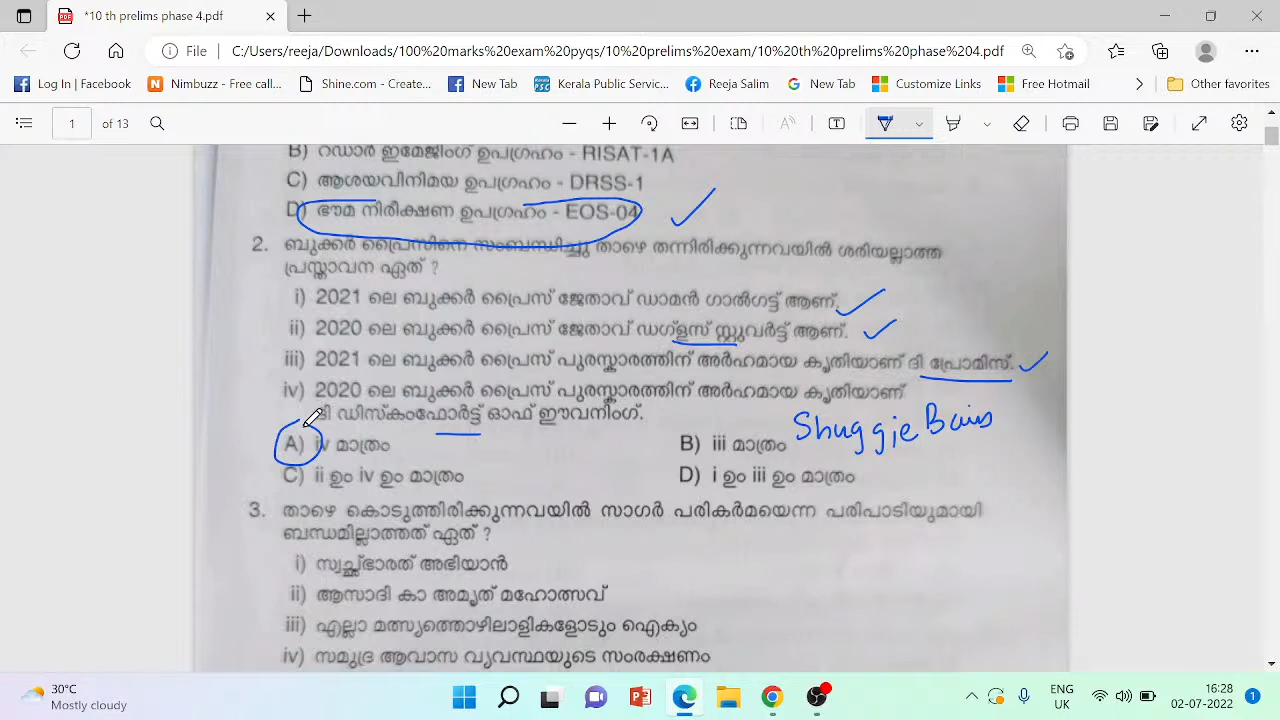 *10 th prelims phase 4.pdf
File C:/Users/reeja/Downloads/100%20marks%20exam%20pyqs/10%20prelims%20exam/10%20th%20prelims%20phase%204.pdf
Log In | Facebook Nimbuzz - Free call... Shine.com - Create... New Tab Kerala Public Servic... Reeja Salim New Tab Customize Links Free Hotmail Other favorites
1 of 13
B) റഡാർ ഇമേജിംഗ് ഉപഗ്രഹം - RISAT-1A
C) ആശയവിനിമയ ഉപഗ്രഹം - DRSS-1
D) ഭൗമ നിരീക്ഷണ ഉപഗ്രഹം - EOS-04
2. ബുക്കർ പ്രൈസിനെ സംബന്ധിച്ചു താഴെ തന്നിരിക്കുന്നവയിൽ ശരിയല്ലാത്ത
പ്രസ്താവന ഏത് ?
i) 2021 ലെ ബുക്കർ പ്രൈസ് ജേതാവ് ഡാമൻ ഗാൽഗട്ട് ആണ്.
ii) 2020 ലെ ബുക്കർ പ്രൈസ് ജേതാവ് ഡഗ്ളസ് സ്റ്റുവർട്ട് ആണ്.
iii) 2021 ലെ ബുക്കർ പ്രൈസ് പുരസ്കാരത്തിന് അർഹമായ കൃതിയാണ് ദി പ്രോമിസ്.
iv) 2020 ലെ ബുക്കർ പ്രൈസ് പുരസ്കാരത്തിന് അർഹമായ കൃതിയാണ്
ദി ഡിസ്കംഫോർട്ട് ഓഫ് ഈവനിംഗ്.
Shuggie Bain
A) iv മാത്രം B) iii മാത്രം
C) ii ഉം iv ഉം മാത്രം D) i ഉം iii ഉം മാത്രം
3. താഴെ കൊടുത്തിരിക്കുന്നവയിൽ സാഗർ പരികർമയെന്ന പരിപാടിയുമായി
ബന്ധമില്ലാത്തത് ഏത് ?
i) സ്വച്ഛ്ഭാരത് അഭിയാൻ
ii) ആസാദി കാ അമൃത് മഹോത്സവ്
iii) എല്ലാ മത്സ്യത്തൊഴിലാളികളോടും ഐക്യം
iv) സമുദ്ര ആവാസ വ്യവസ്ഥയുടെ സംരക്ഷണം
30°C
Mostly cloudy
ENG
UK
16:28
02-07-2022
1